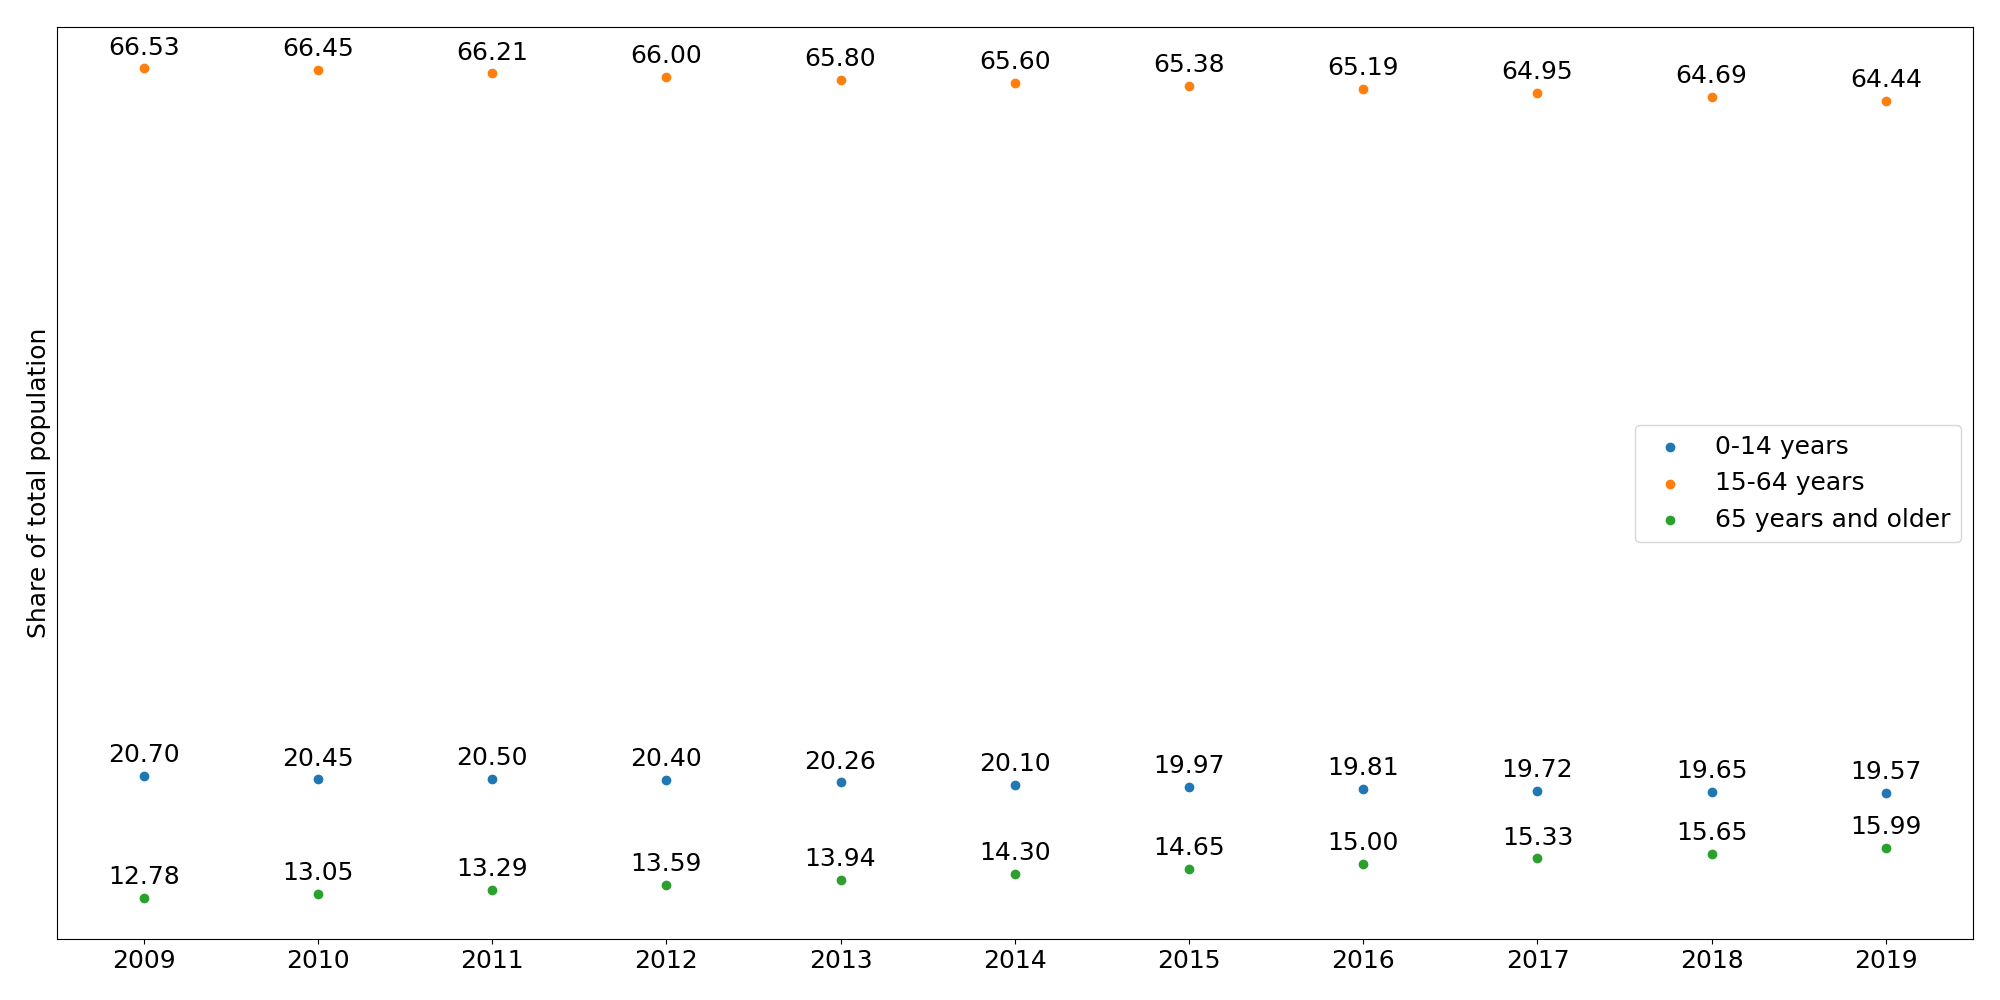 66.53 66.45 66.21 66.00 65.80 65.60 65.38 65.19 64.95 64.69 64.44
Share of total population
0-14 years
15-64 years
65 years and older
20.70 20.45 20.50 20.40 20.26 20.10 19.97 19.81 19.72 19.65 19.57
12.78 13.05 13.29 13.59 13.94 14.30 14.65 15.00 15.33 15.65 15.99
2009 2010 2011 2012 2013 2014 2015 2016 2017 2018 2019